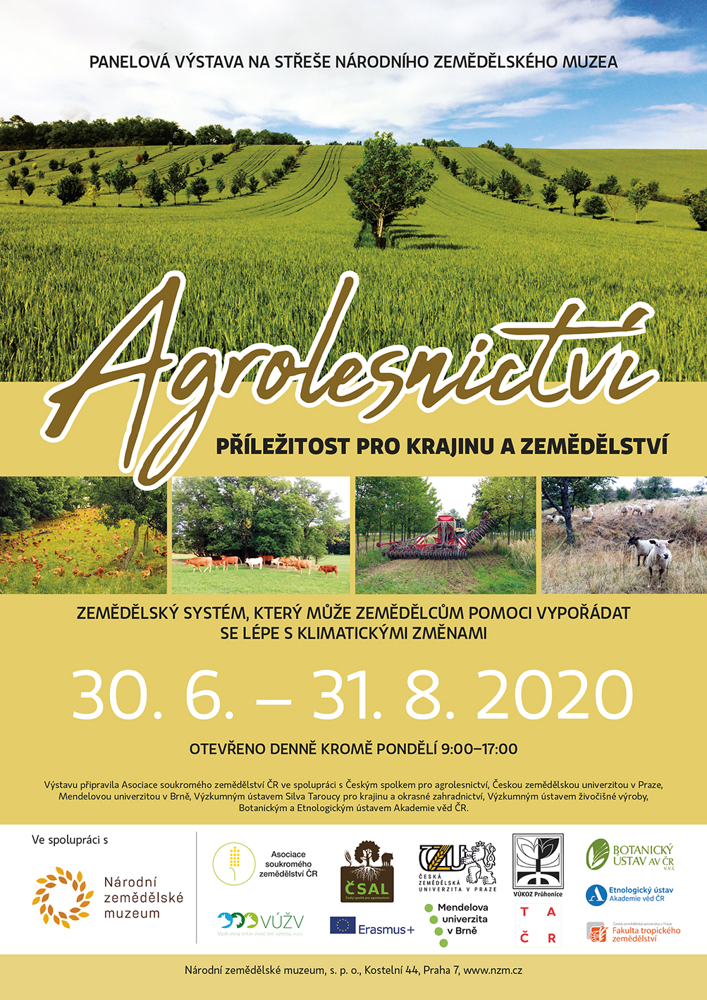 PANELOVÁ VÝSTAVA NA STŘEŠE NÁRODNÍHO ZEMĚDĚLSKÉHO MUZEA
Agrolesnictví
PŘÍLEŽITOST PRO KRAJINU A ZEMĚDĚLSTVÍ
ZEMĚDĚLSKÝ SYSTÉM, KTERÝ MŮŽE ZEMĚDĚLCŮM POMOCI VYPOŘÁDAT
SE LÉPE S KLIMATICKÝMI ZMĚNAMI
30. 6. – 31. 8. 2020
OTEVŘENO DENNĚ KROMĚ PONDĚLÍ 9:00–17:00
Výstavu připravila Asociace soukromého zemědělství ČR ve spolupráci s Českým spolkem pro agrolesnictví, Českou zemědělskou univerzitou v Praze,
Mendelovou univerzitou v Brně, Výzkumným ústavem Silva Taroucy pro krajinu a okrasné zahradnictví, Výzkumným ústavem živočišné výroby,
Botanickým a Etnologickým ústavem Akademie věd ČR.
Ve spolupráci s
Národní
zemědělské
muzeum
Asociace
soukromého
zemědělství ČR
ČSAL
Český spolek pro agrolesnictví
ČZU
ČESKÁ
ZEMĚDĚLSKÁ
UNIVERZITA V PRAZE
VÚKOZ Průhonice
BOTANICKÝ
ÚSTAV AV ČR
v.v.i.
Etnologický ústav
Akademie věd ČR
VÚŽV
Výzkumný ústav živočišné výroby, v.v.i.
Erasmus+
Mendelova
univerzita
v Brně
T A
Č R
Česká zemědělská univerzita v Praze
Fakulta tropického
zemědělství
Národní zemědělské muzeum, s. p. o., Kostelní 44, Praha 7, www.nzm.cz